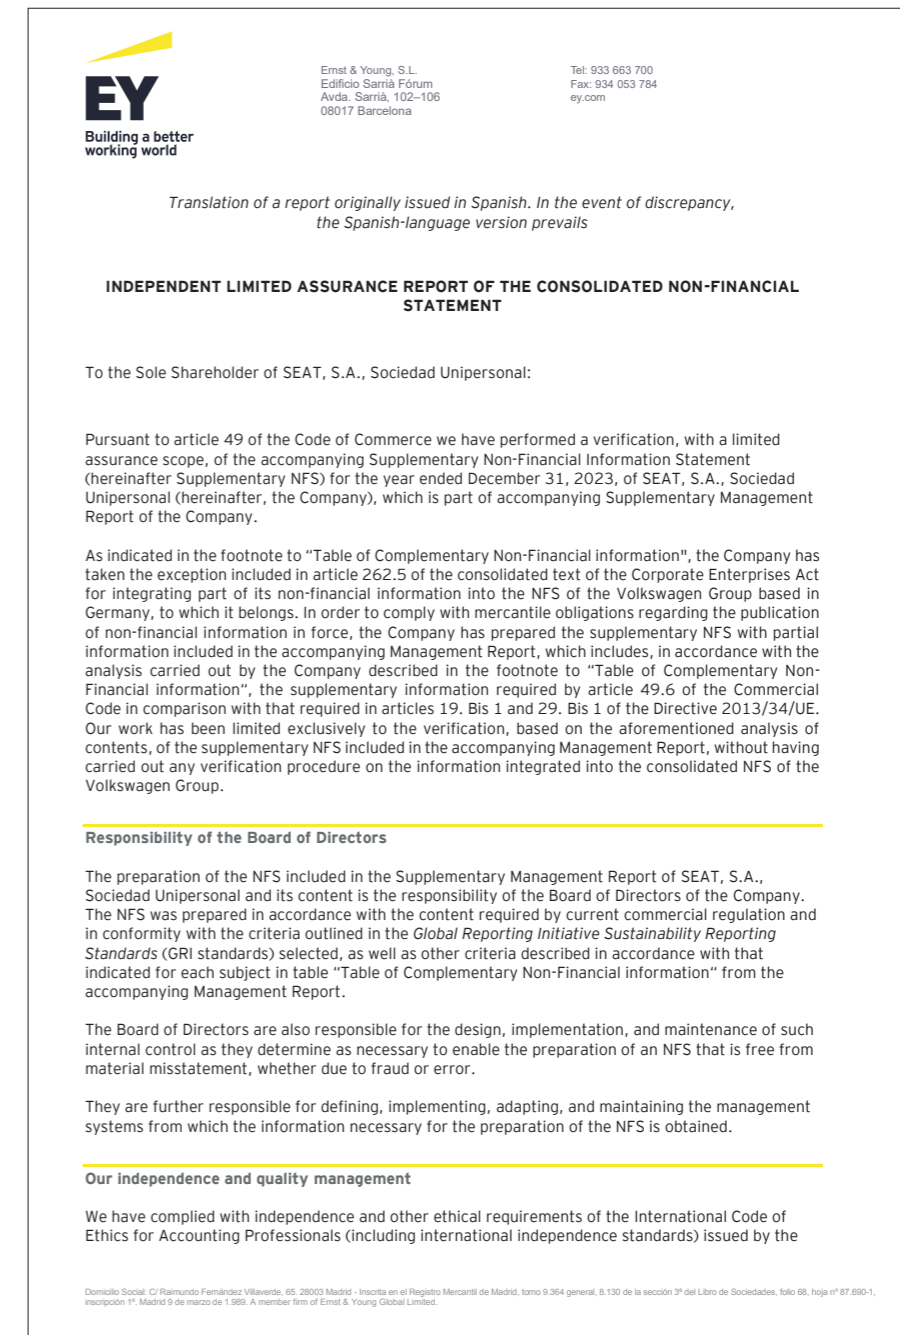 EY
Building a better
working world
Ernst & Young, S.L.
Edificio Sarrià Fórum
Avda. Sarrià, 102–106
08017 Barcelona
Tel: 933 663 700
Fax: 934 053 784
ey.com
Translation of a report originally issued in Spanish. In the event of discrepancy,
the Spanish-language version prevails
INDEPENDENT LIMITED ASSURANCE REPORT OF THE CONSOLIDATED NON-FINANCIAL
STATEMENT
To the Sole Shareholder of SEAT, S.A., Sociedad Unipersonal:
Pursuant to article 49 of the Code of Commerce we have performed a verification, with a limited
assurance scope, of the accompanying Supplementary Non-Financial Information Statement
(hereinafter Supplementary NFS) for the year ended December 31, 2023, of SEAT, S.A., Sociedad
Unipersonal (hereinafter, the Company), which is part of accompanying Supplementary Management
Report of the Company.
As indicated in the footnote to “Table of Complementary Non-Financial information", the Company has
taken the exception included in article 262.5 of the consolidated text of the Corporate Enterprises Act
for integrating part of its non-financial information into the NFS of the Volkswagen Group based in
Germany, to which it belongs. In order to comply with mercantile obligations regarding the publication
of non-financial information in force, the Company has prepared the supplementary NFS with partial
information included in the accompanying Management Report, which includes, in accordance with the
analysis carried out by the Company described in the footnote to “Table of Complementary Non-
Financial information“, the supplementary information required by article 49.6 of the Commercial
Code in comparison with that required in articles 19. Bis 1 and 29. Bis 1 of the Directive 2013/34/UE.
Our work has been limited exclusively to the verification, based on the aforementioned analysis of
contents, of the supplementary NFS included in the accompanying Management Report, without having
carried out any verification procedure on the information integrated into the consolidated NFS of the
Volkswagen Group.
Responsibility of the Board of Directors
The preparation of the NFS included in the Supplementary Management Report of SEAT, S.A.,
Sociedad Unipersonal and its content is the responsibility of the Board of Directors of the Company.
The NFS was prepared in accordance with the content required by current commercial regulation and
in conformity with the criteria outlined in the Global Reporting Initiative Sustainability Reporting
Standards (GRI standards) selected, as well as other criteria described in accordance with that
indicated for each subject in table “Table of Complementary Non-Financial information“ from the
accompanying Management Report.
The Board of Directors are also responsible for the design, implementation, and maintenance of such
internal control as they determine as necessary to enable the preparation of an NFS that is free from
material misstatement, whether due to fraud or error.
They are further responsible for defining, implementing, adapting, and maintaining the management
systems from which the information necessary for the preparation of the NFS is obtained.
Our independence and quality management
We have complied with independence and other ethical requirements of the International Code of
Ethics for Accounting Professionals (including international independence standards) issued by the
Domicilio Social: C/ Raimundo Fernández Villaverde, 65. 28003 Madrid - Inscrita en el Registro Mercantil de Madrid, tomo 9.364 general, 8.130 de la sección 3ª del Libro de Sociedades, folio 68, hoja nº 87.690-1,
inscripción 1ª. Madrid 9 de marzo de 1.989. A member firm of Ernst & Young Global Limited.